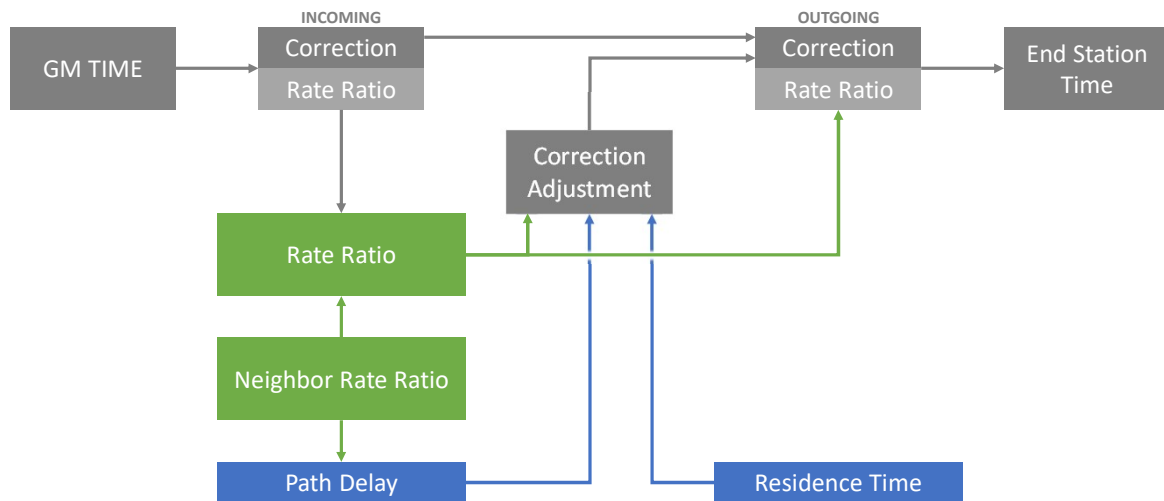 INCOMING
OUTGOING
GM TIME
Correction
Rate Ratio
Correction
Rate Ratio
End Station
Time
Correction
Adjustment
Rate Ratio
Neighbor Rate Ratio
Path Delay
Residence Time